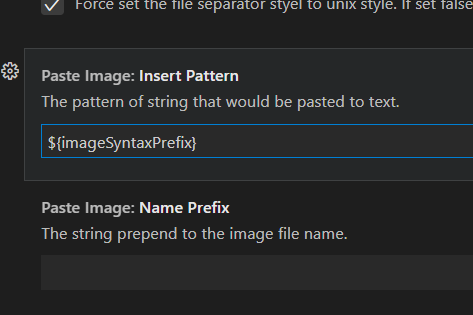 Force set the file separator styel to unix style. If set false
Paste Image: Insert Pattern
The pattern of string that would be pasted to text.
${imageSyntaxPrefix}
Paste Image: Name Prefix
The string prepend to the image file name.